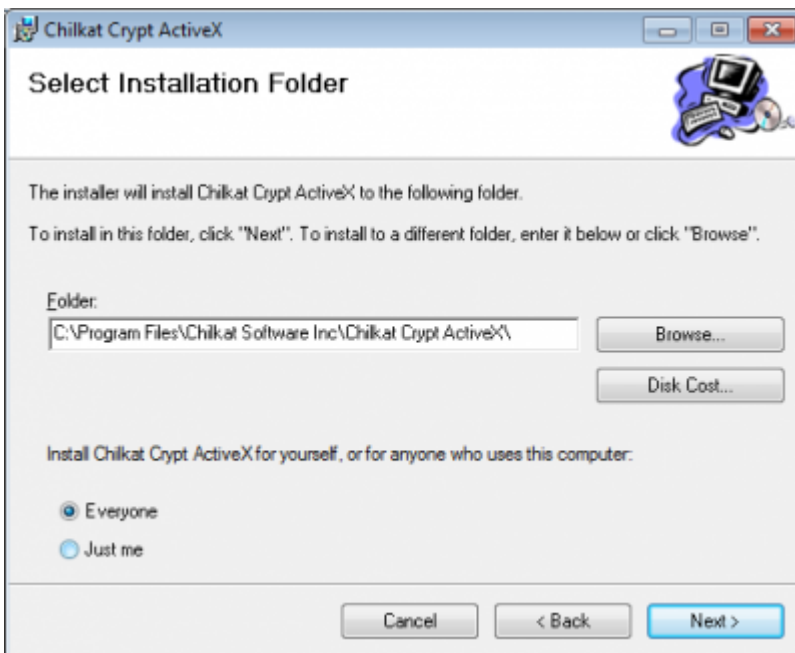 Chilkat Crypt ActiveX
Select Installation Folder
The installer will install Chilkat Crypt ActiveX to the following folder.
To install in this folder, click "Next". To install to a different folder, enter it below or click "Browse".
Folder:
C:\Program Files\Chilkat Software Inc\Chilkat Crypt ActiveX\
Browse...
Disk Cost...
Install Chilkat Crypt ActiveX for yourself, or for anyone who uses this computer:
Everyone
Just me
Cancel
< Back
Next >